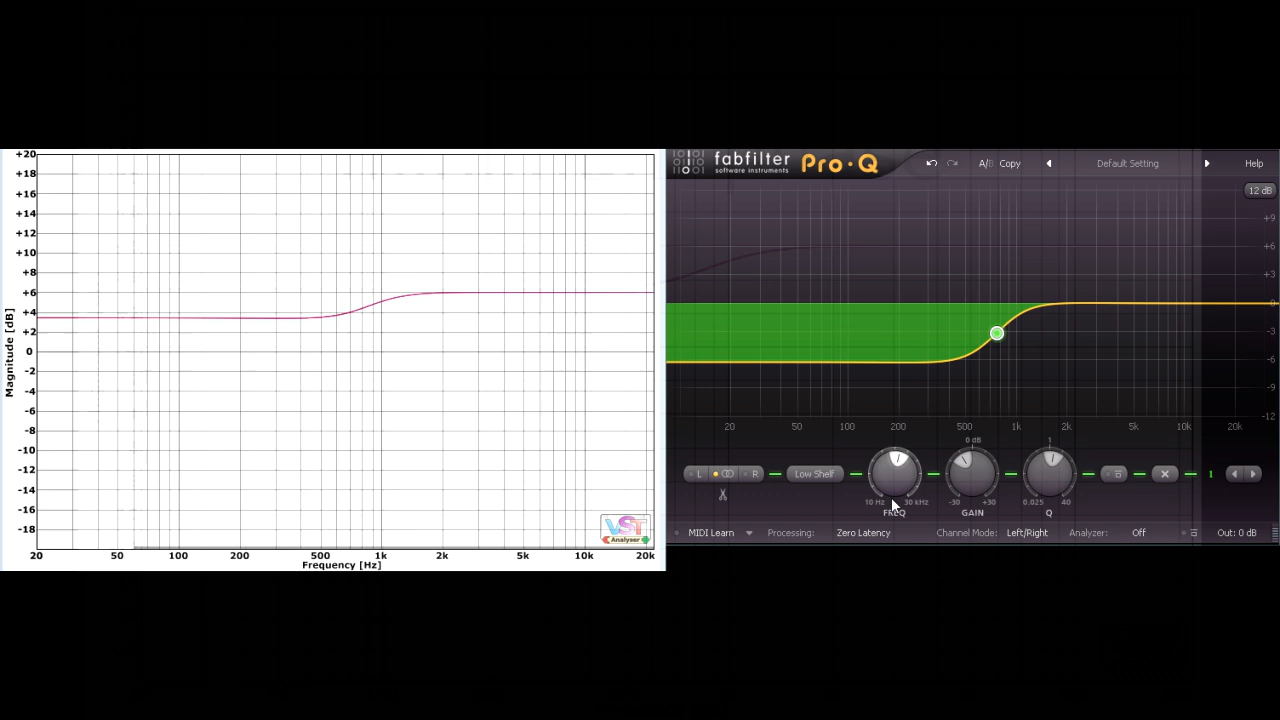 +20
+18
+16
+14
+12
+10
+8
+6
+4
+2
0
-2
-4
-6
-8
-10
-12
-14
-16
-18
Magnitude [dB]
20 50 100 200 500 1k 2k 5k 10k 20k
Frequency [Hz]
VST
Analyser
fabfilter
software instruments
Pro·Q
A/B Copy
Default Setting
Help
12 dB
+9
+6
+3
0
-3
-6
-9
-12
20 50 100 200 500 1k 2k 5k 10k 20k
0 dB 1
L R Low Shelf 1
10 Hz 30 kHz -30 +30 0.025 40
FREQ GAIN Q
MIDI Learn Processing: Zero Latency Channel Mode: Left/Right Analyzer: Off Out: 0 dB